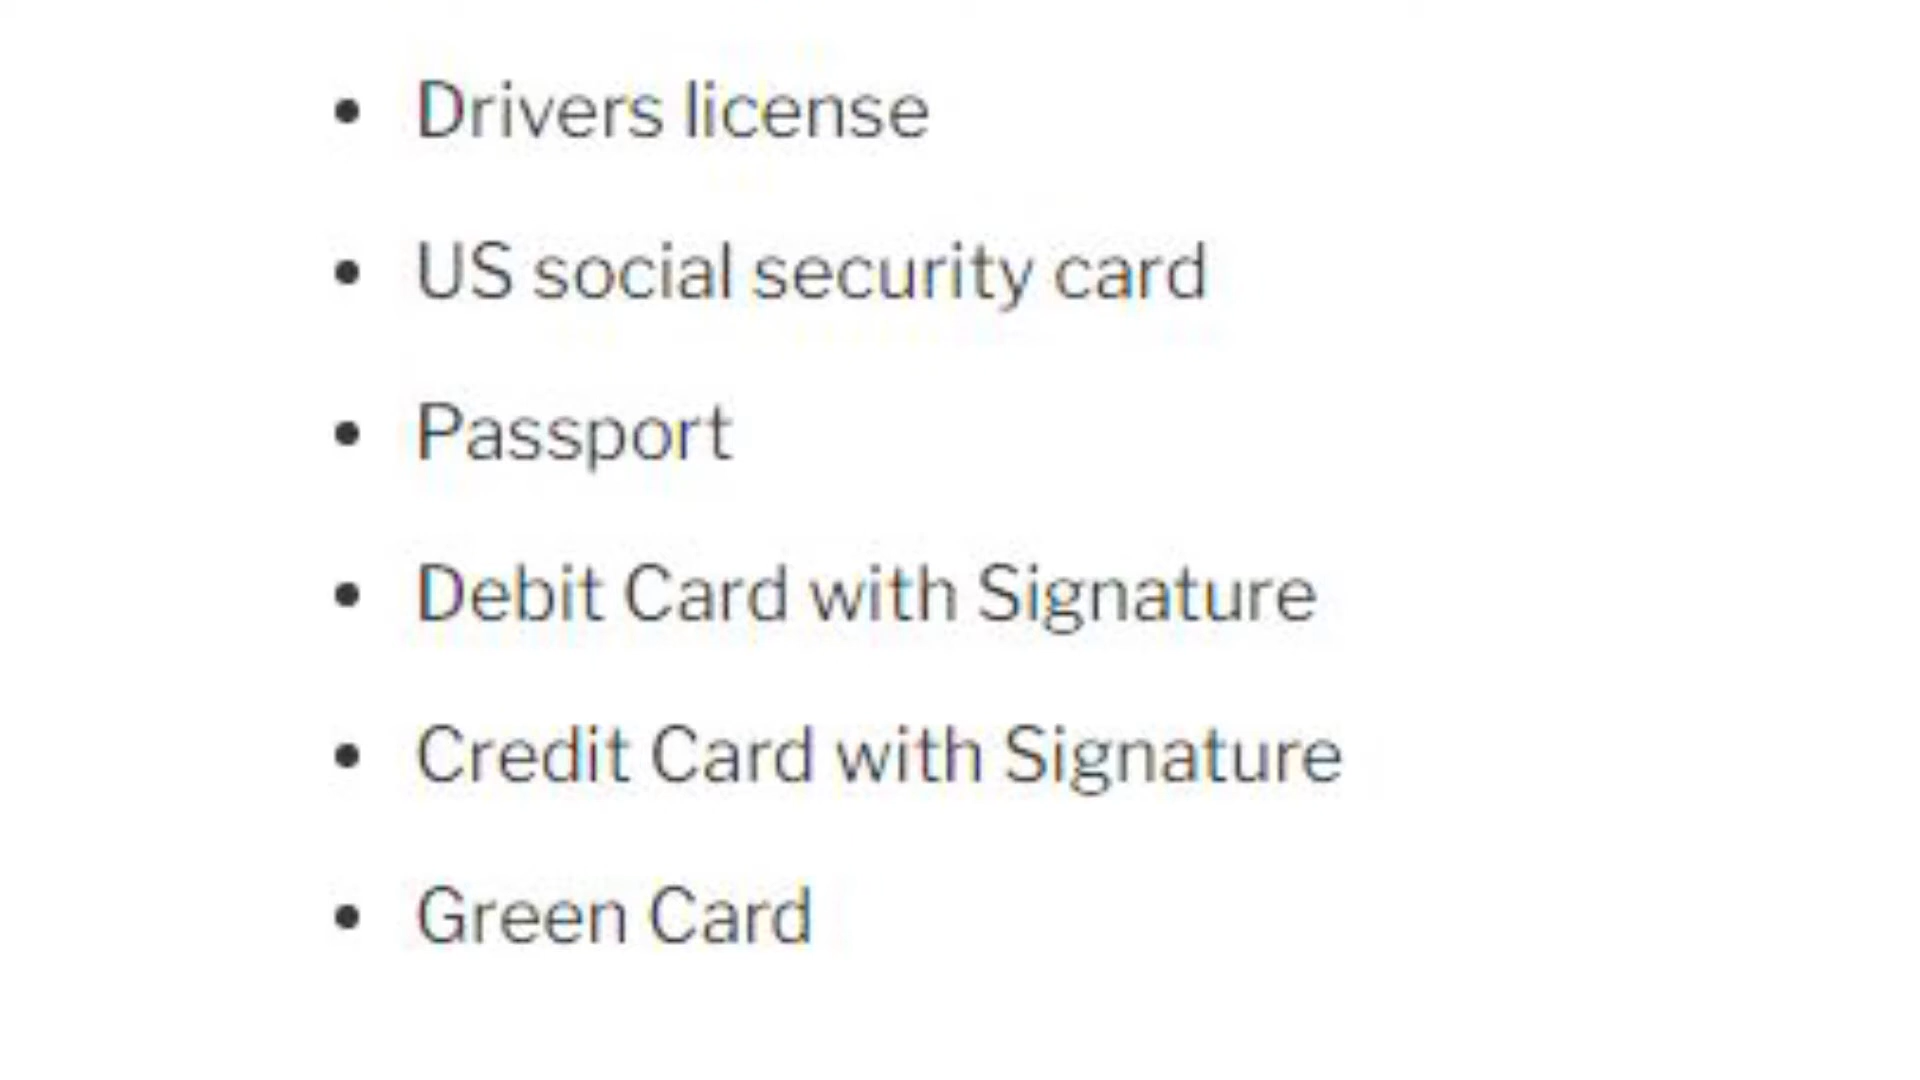 • Drivers license
• US social security card
• Passport
• Debit Card with Signature
• Credit Card with Signature
• Green Card